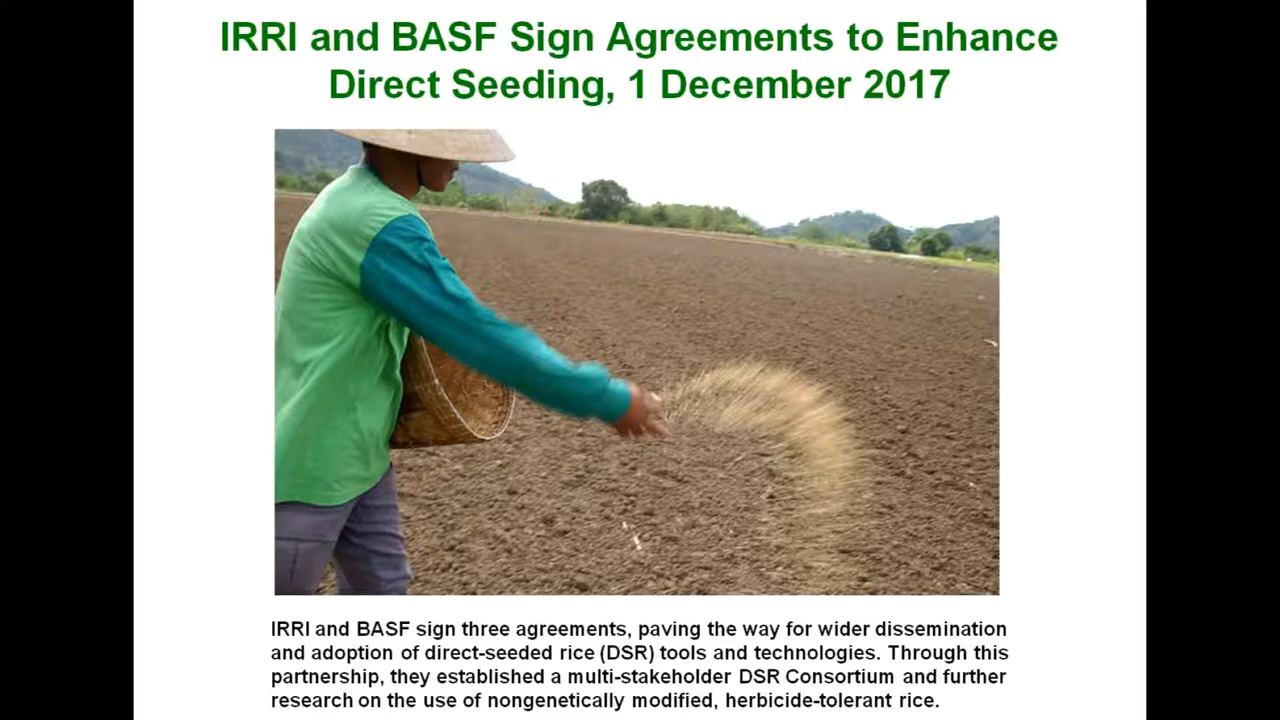 IRRI and BASF Sign Agreements to Enhance
Direct Seeding, 1 December 2017
IRRI and BASF sign three agreements, paving the way for wider dissemination
and adoption of direct-seeded rice (DSR) tools and technologies. Through this
partnership, they established a multi-stakeholder DSR Consortium and further
research on the use of nongenetically modified, herbicide-tolerant rice.